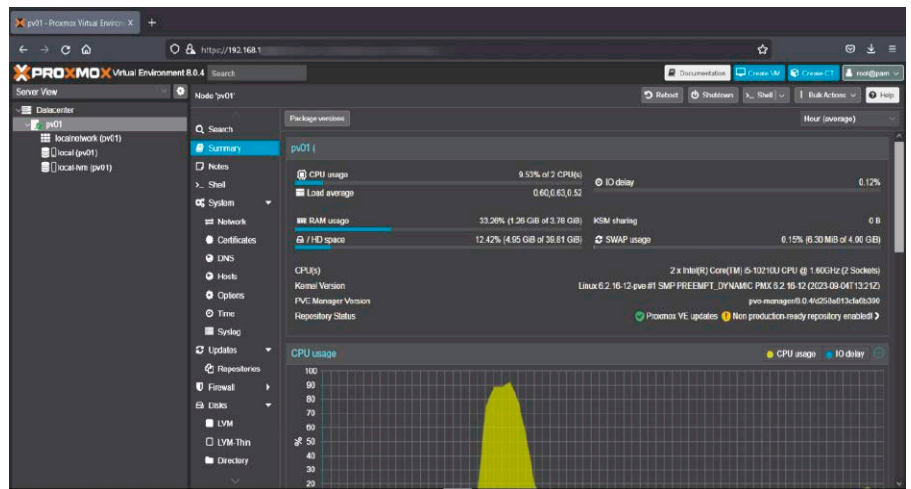 pv01 - Proxmox Virtual Environ X +
https://192.168.1
PROXMOX Virtual Environment 8.0.4 Search Documentation Create VM Create CT root@pam
Server View Node 'pv01' Reboot Shutdown >_ Shell Bulk Actions Help
Datacenter
pv01
localnetwork (pv01)
local (pv01)
local-lvm (pv01)
Search
Summary
Notes
>_ Shell
System
Network
Certificates
DNS
Hosts
Options
Time
Syslog
Updates
Repositories
Firewall
Disks
LVM
LVM-Thin
Directory
Package versions Hour (average)
pv01 (
CPU usage 9.53% of 2 CPU(s)
Load average 0.60,0.63,0.52
IO delay 0.12%
RAM usage 33.26% (1.26 GiB of 3.78 GiB)
KSM sharing 0 B
/ HD space 12.42% (4.95 GiB of 39.81 GiB)
SWAP usage 0.15% (6.30 MiB of 4.00 GiB)
CPU(s) 2 x Intel(R) Core(TM) i5-10210U CPU @ 1.60GHz (2 Sockets)
Kernel Version Linux 6.2.16-12-pve #1 SMP PREEMPT_DYNAMIC PMX 6.2.16-12 (2023-09-04T13:21Z)
PVE Manager Version
Repository Status Proxmox VE updates Non production-ready repository enabled!
CPU usage CPU usage IO delay
100
90
80
70
60
% 50
40
30
20